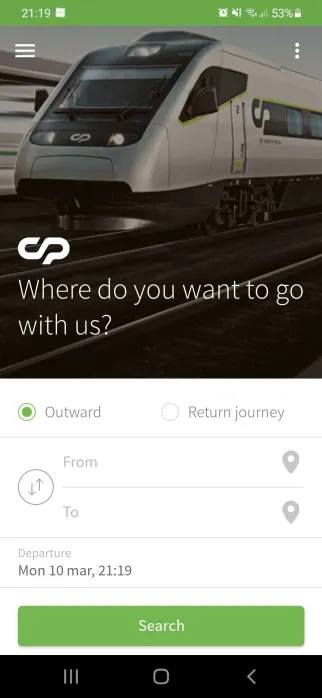 21:19
53%
cp
Where do you want to go
with us?
Outward
Return journey
From
To
Departure
Mon 10 mar, 21:19
Search